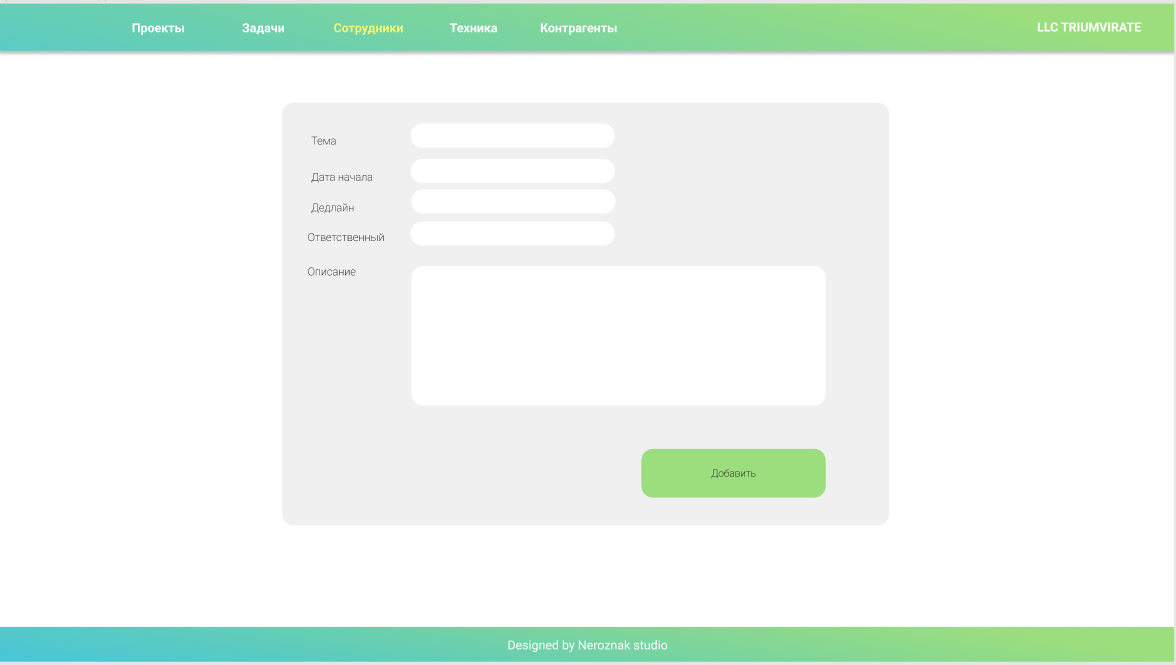 Проекты Задачи Сотрудники Техника Контрагенты LLC TRIUMVIRATE
Тема
Дата начала
Дедлайн
Ответственный
Описание
Добавить
Designed by Neroznak studio